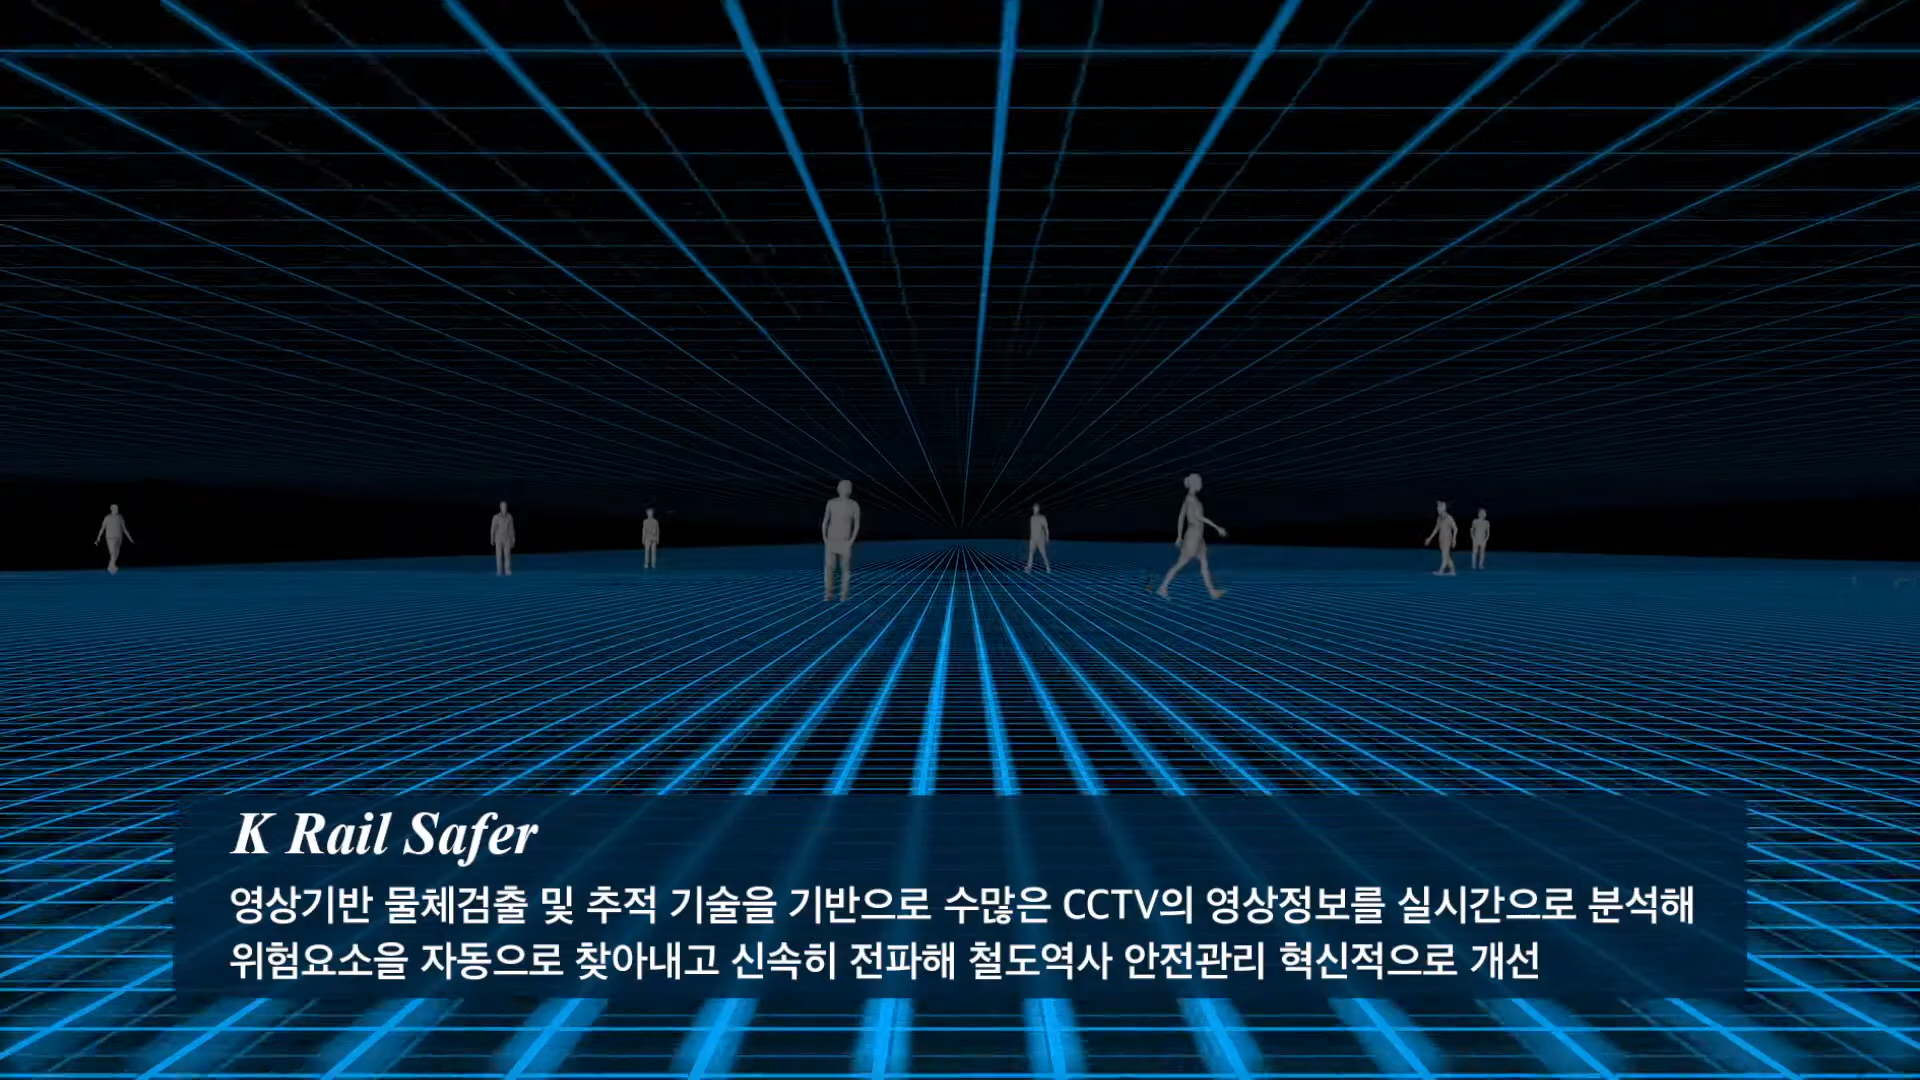 K Rail Safer
영상기반 물체검출 및 추적 기술을 기반으로 수많은 CCTV의 영상정보를 실시간으로 분석해
위험요소을 자동으로 찾아내고 신속히 전파해 철도역사 안전관리 혁신적으로 개선